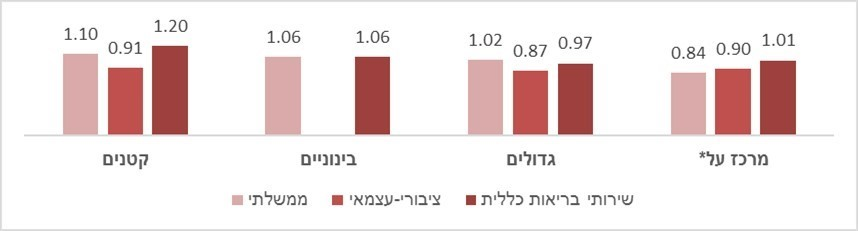 1.10 0.91 1.20 1.06 1.06 1.02 0.87 0.97 0.84 0.90 1.01
קטנים בינוניים גדולים מרכז על*
ממשלתי ציבורי-עצמאי שירותי בריאות כללית